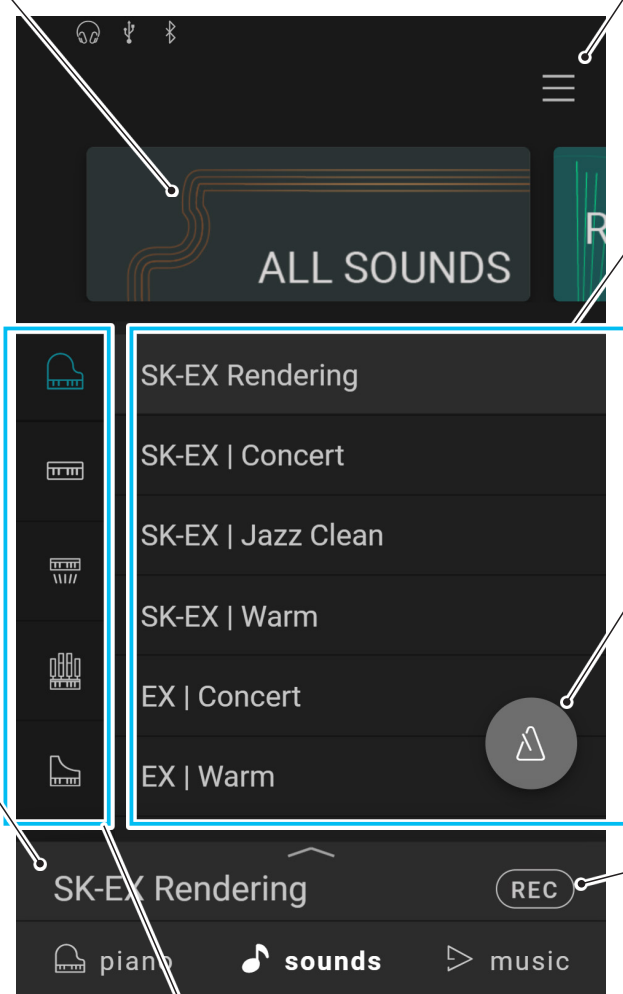 ALL SOUNDS
R
SK-EX Rendering
SK-EX | Concert
SK-EX | Jazz Clean
SK-EX | Warm
EX | Concert
EX | Warm
SK-EX Rendering
REC
piano
sounds
music